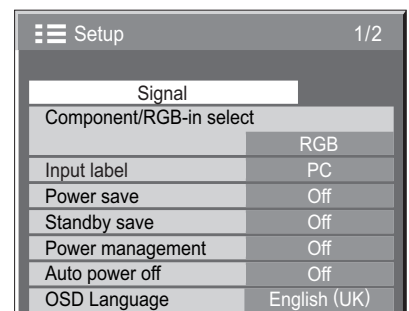 Setup 1/2
Signal
Component/RGB-in select
RGB
Input label PC
Power save Off
Standby save Off
Power management Off
Auto power off Off
OSD Language English (UK)